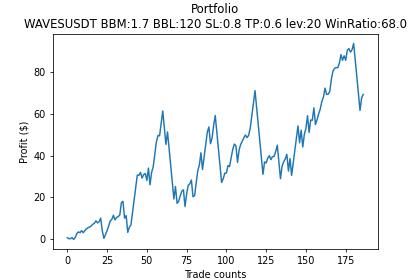 Portfolio
WAVESUSDT BBM:1.7 BBL:120 SL:0.8 TP:0.6 lev:20 WinRatio:68.0
Profit ($)
80
60
40
20
0
0 25 50 75 100 125 150 175
Trade counts